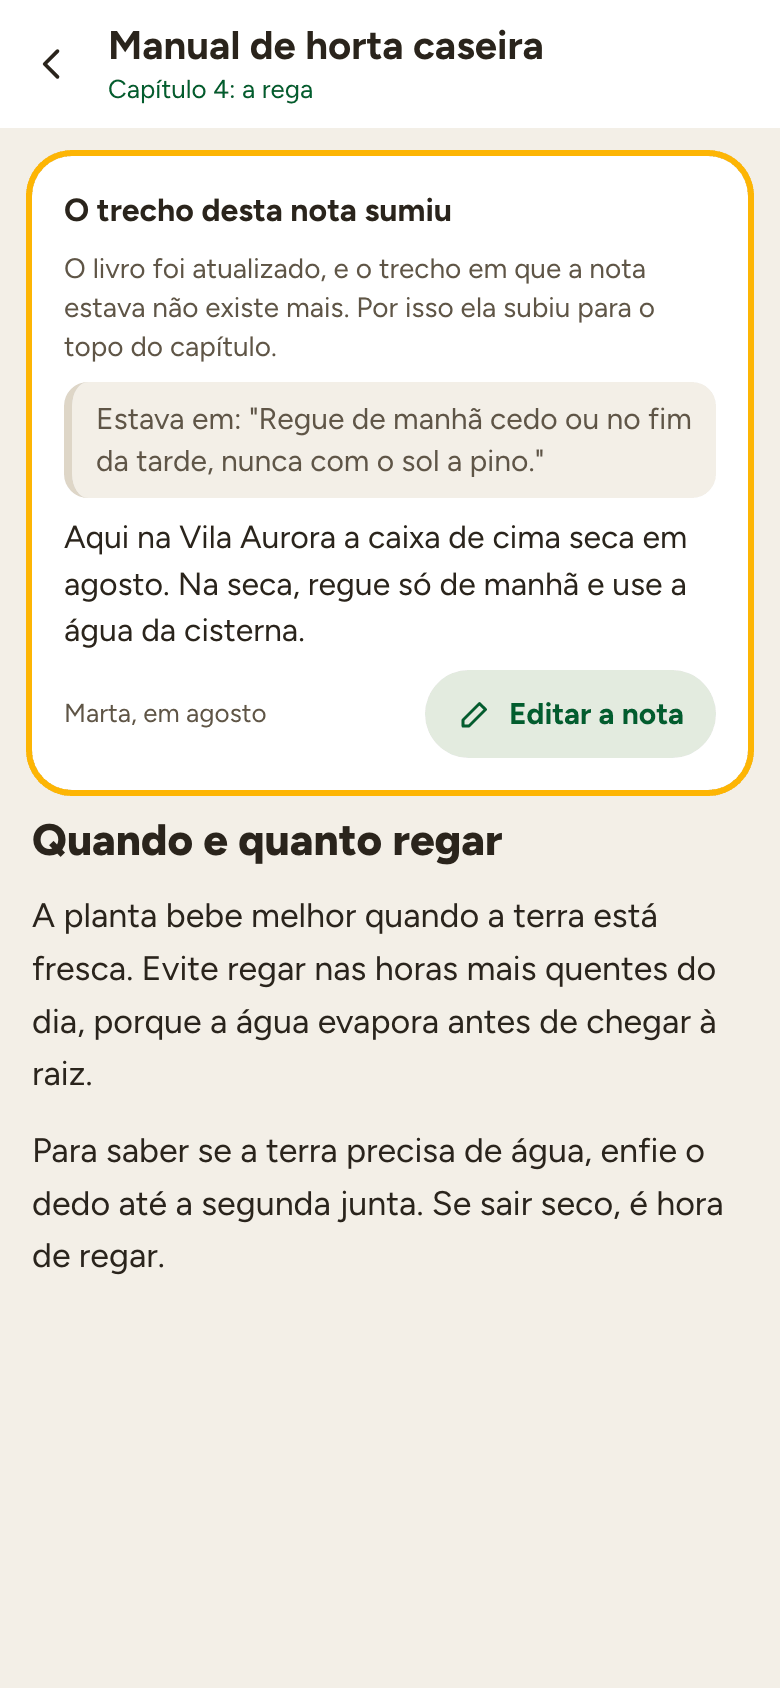 Manual de horta caseira
Capítulo 4: a rega
O trecho desta nota sumiu
O livro foi atualizado, e o trecho em que a nota
estava não existe mais. Por isso ela subiu para o
topo do capítulo.
Estava em: "Regue de manhã cedo ou no fim
da tarde, nunca com o sol a pino."
Aqui na Vila Aurora a caixa de cima seca em
agosto. Na seca, regue só de manhã e use a
água da cisterna.
Marta, em agosto
Editar a nota
Quando e quanto regar
A planta bebe melhor quando a terra está
fresca. Evite regar nas horas mais quentes do
dia, porque a água evapora antes de chegar à
raiz.
Para saber se a terra precisa de água, enfie o
dedo até a segunda junta. Se sair seco, é hora
de regar.